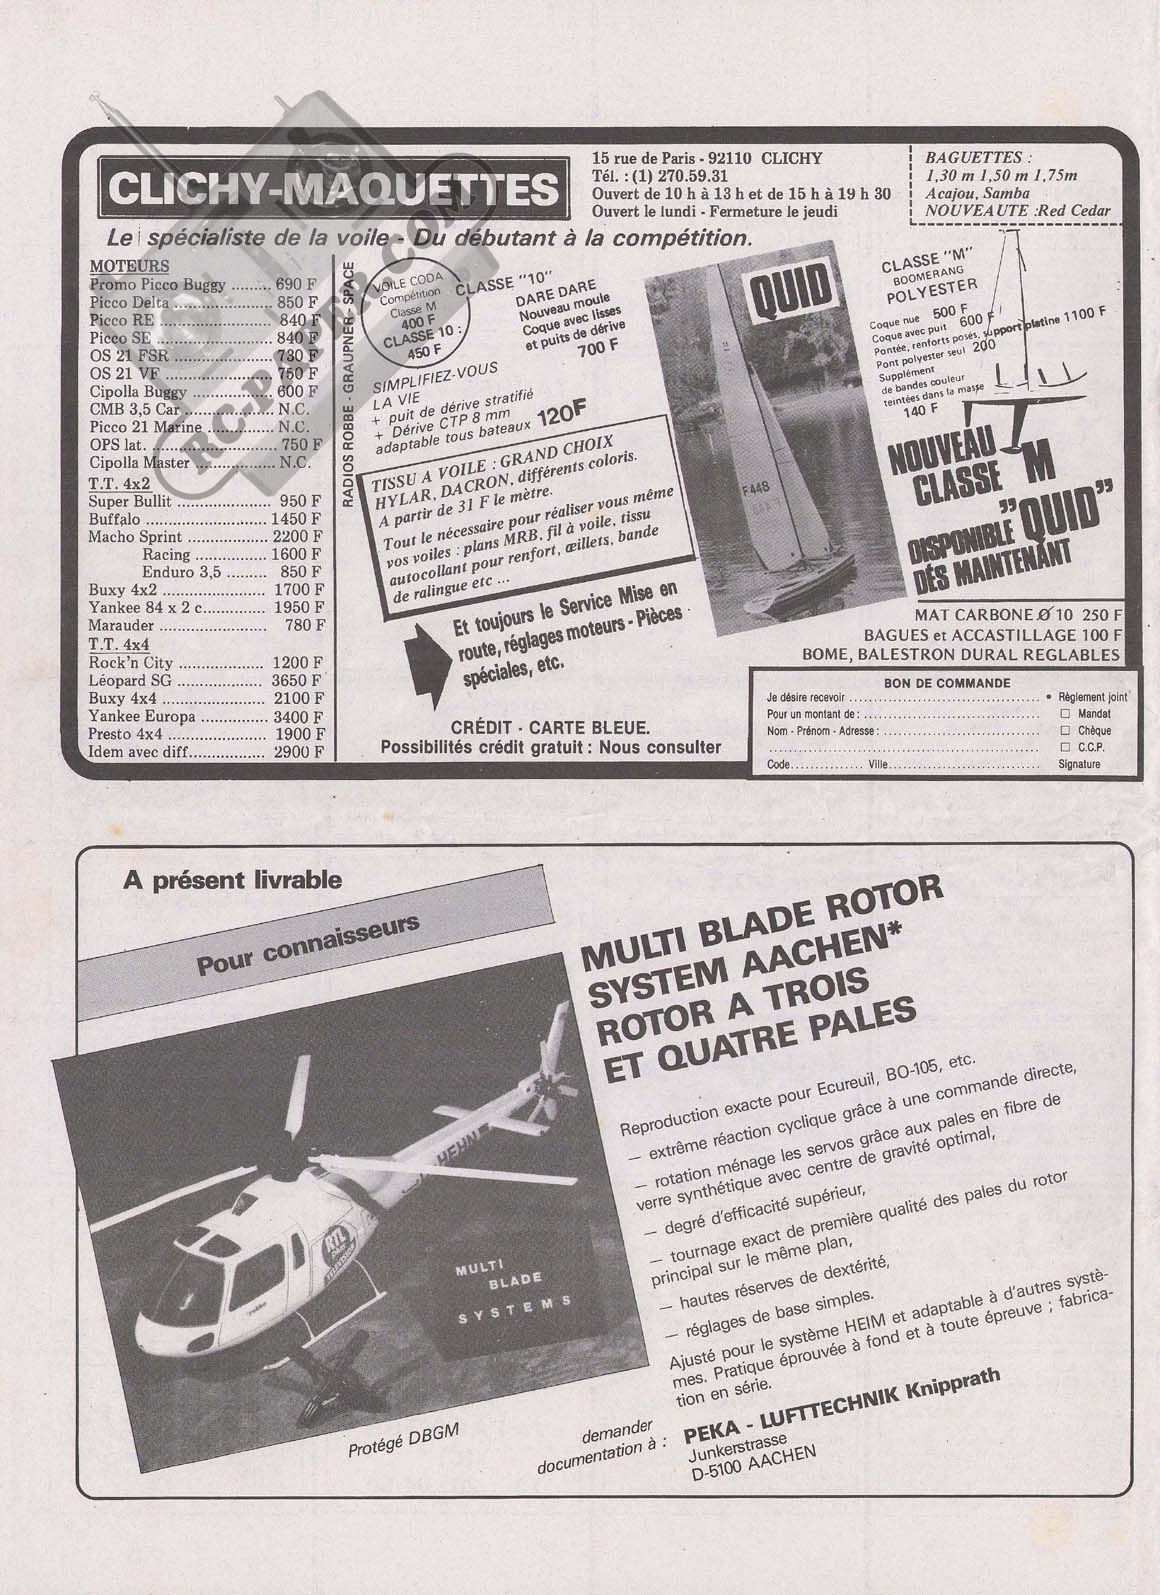 CLICHY-MAQUETTES
15 rue de Paris - 92110 CLICHY
Tél. : (1) 270.59.31
Ouvert de 10 h à 13 h et de 15 h à 19 h 30
Ouvert le lundi - Fermeture le jeudi
BAGUETTES :
1,30 m 1,50 m 1,75m
Acajou, Samba
NOUVEAUTE :Red Cedar
Le spécialiste de la voile - Du débutant à la compétition.
RC-PAPER.COM
MOTEURS
Promo Picco Buggy ........ 690 F
Picco Delta ........ 850 F
Picco RE ........ 840 F
Picco SE ........ 840 F
OS 21 FSR ........ 730 F
OS 21 VF ........ 750 F
Cipolla Buggy ........ 600 F
CMB 3,5 Car ........ N.C.
Picco 21 Marine ........ N.C.
OPS lat. ........ 750 F
Cipolla Master ........ N.C.
T.T. 4x2
Super Bullit ........ 950 F
Buffalo ........ 1450 F
Macho Sprint ........ 2200 F
Racing ........ 1600 F
Enduro 3,5 ........ 850 F
Buxy 4x2 ........ 1700 F
Yankee 84 x 2 c ........ 1950 F
Marauder ........ 780 F
T.T. 4x4
Rock'n City ........ 1200 F
Léopard SG ........ 3650 F
Buxy 4x4 ........ 2100 F
Yankee Europa ........ 3400 F
Presto 4x4 ........ 1900 F
Idem avec diff ........ 2900 F
RADIOS ROBBE - GRAUPNER - SPACE
VOILE CODA
Compétition
Classe M
400 F
CLASSE 10 :
450 F
CLASSE "10"
DARE DARE
Nouveau moule
Coque avec lisses
et puits de dérive
700 F
SIMPLIFIEZ-VOUS
LA VIE
+ puit de dérive stratifié
+ Dérive CTP 8 mm
adaptable tous bateaux 120F
TISSU A VOILE : GRAND CHOIX
HYLAR, DACRON, différents coloris.
A partir de 31 F le mètre.
Tout le nécessaire pour réaliser vous même
vos voiles : plans MRB, fil à voile, tissu
autocollant pour renfort, œillets, bande
de ralingue etc ...
Et toujours le Service Mise en
route, réglages moteurs - Pièces
spéciales, etc.
CRÉDIT - CARTE BLEUE.
Possibilités crédit gratuit : Nous consulter
QUID
F448
CLASSE "M"
BOOMERANG
POLYESTER
Coque nue 500 F
Coque avec puit 600 F
Pontée, renforts posés, support platine 1100 F
Pont polyester seul 200
Supplément
de bandes couleur
teintées dans la masse
140 F
NOUVEAU
CLASSE M
"QUID"
DISPONIBLE
DÉS MAINTENANT
MAT CARBONE Ø 10 250 F
BAGUES et ACCASTILLAGE 100 F
BOME, BALESTRON DURAL REGLABLES
BON DE COMMANDE
Je désire recevoir ........ • Règlement joint
Pour un montant de : ........ □ Mandat
Nom - Prénom - Adresse : ........ □ Chèque
........ □ C.C.P.
Code ........ Ville ........ Signature
A présent livrable
Pour connaisseurs
MULTI BLADE ROTOR
SYSTEM AACHEN*
ROTOR A TROIS
ET QUATRE PALES
HEHN
RTL
robbe
MULTI
BLADE
SYSTEMS
Reproduction exacte pour Ecureuil, BO-105, etc.
— extrême réaction cyclique grâce à une commande directe,
— rotation ménage les servos grâce aux pales en fibre de
verre synthétique avec centre de gravité optimal,
— degré d'efficacité supérieur,
— tournage exact de première qualité des pales du rotor
principal sur le même plan,
— hautes réserves de dextérité,
— réglages de base simples.
Ajusté pour le système HEIM et adaptable à d'autres systè-
mes. Pratique éprouvée à fond et à toute épreuve ; fabrica-
tion en série.
Protégé DBGM
demander
documentation à :
PEKA - LUFTTECHNIK Knipprath
Junkerstrasse
D-5100 AACHEN